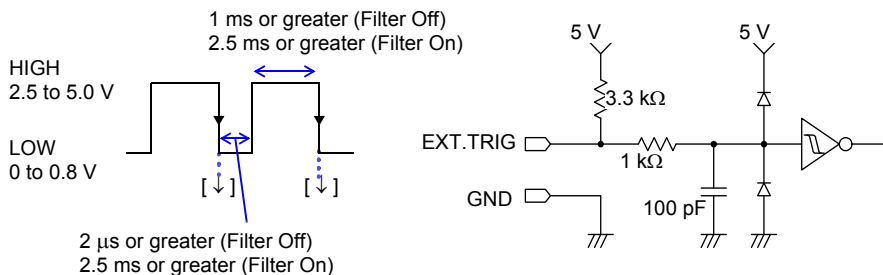 1 ms or greater (Filter Off)
2.5 ms or greater (Filter On)
HIGH
2.5 to 5.0 V
LOW
0 to 0.8 V
[ ↓ ]
[ ↓ ]
2 μs or greater (Filter Off)
2.5 ms or greater (Filter On)
5 V
5 V
3.3 kΩ
EXT.TRIG
1 kΩ
GND
100 pF